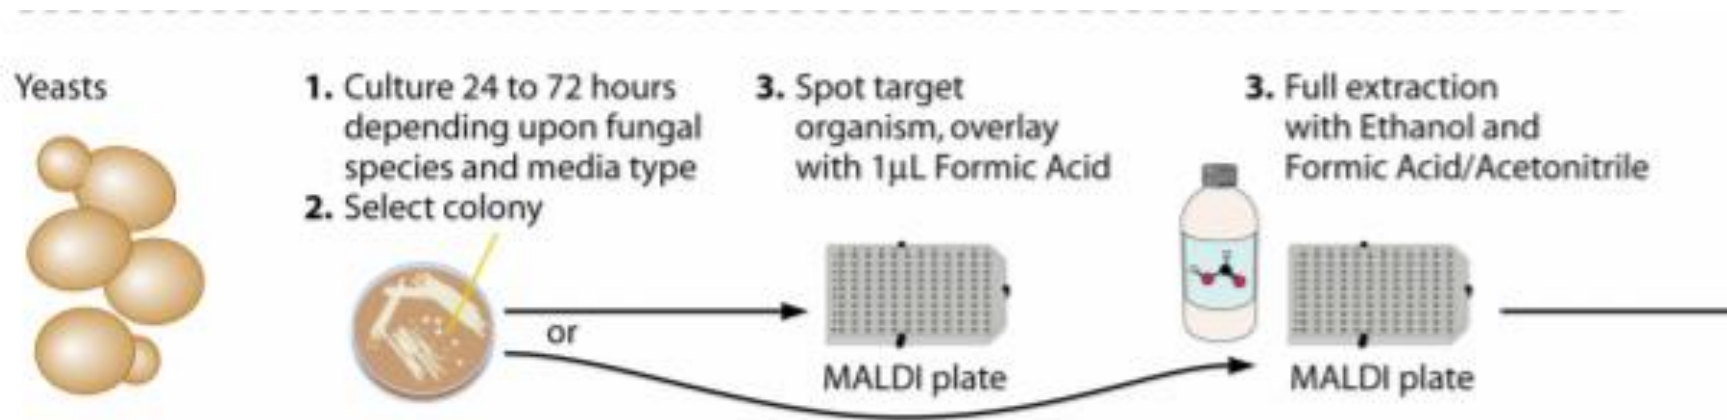 Yeasts
1. Culture 24 to 72 hours
depending upon fungal
species and media type
2. Select colony
or
3. Spot target
organism, overlay
with 1µL Formic Acid
MALDI plate
3. Full extraction
with Ethanol and
Formic Acid/Acetonitrile
MALDI plate